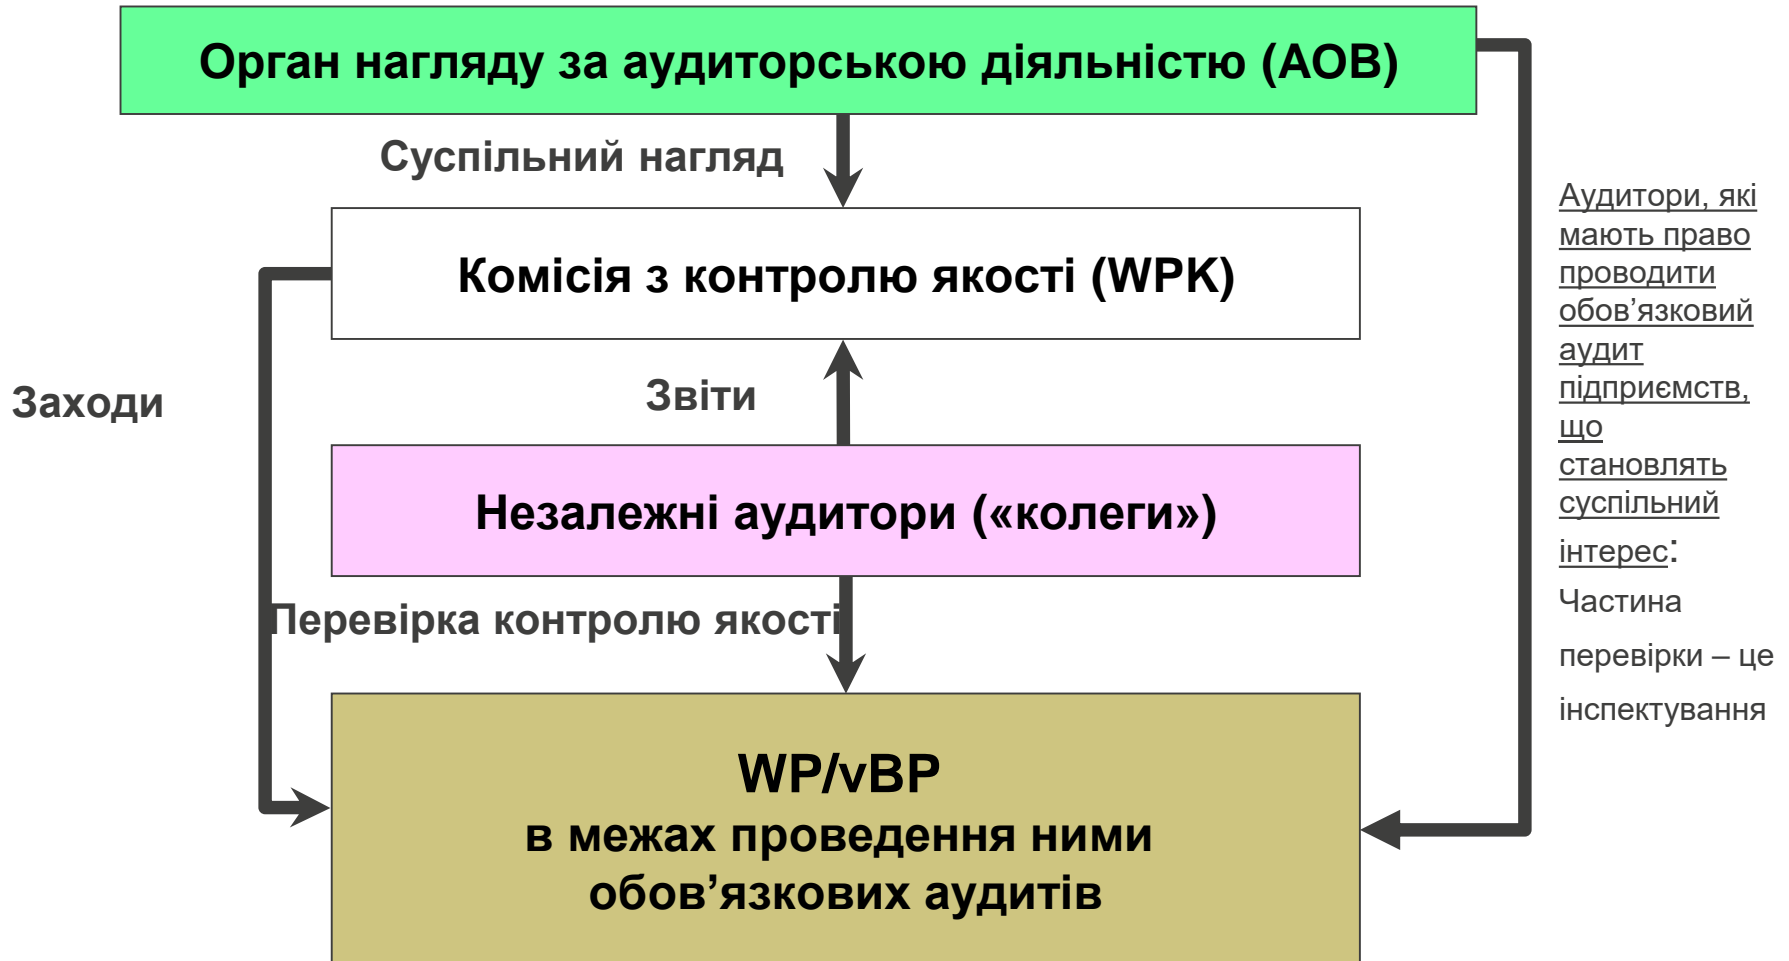 Орган нагляду за аудиторською діяльністю (АОВ)
Суспільний нагляд
Комісія з контролю якості (WPK)
Заходи
Звіти
Незалежні аудитори («колеги»)
Перевірка контролю якості
WP/vBP
в межах проведення ними
обов’язкових аудитів
Аудитори, які
мають право
проводити
обов’язковий
аудит
підприємств,
що
становлять
суспільний
інтерес:
Частина
перевірки – це
інспектування